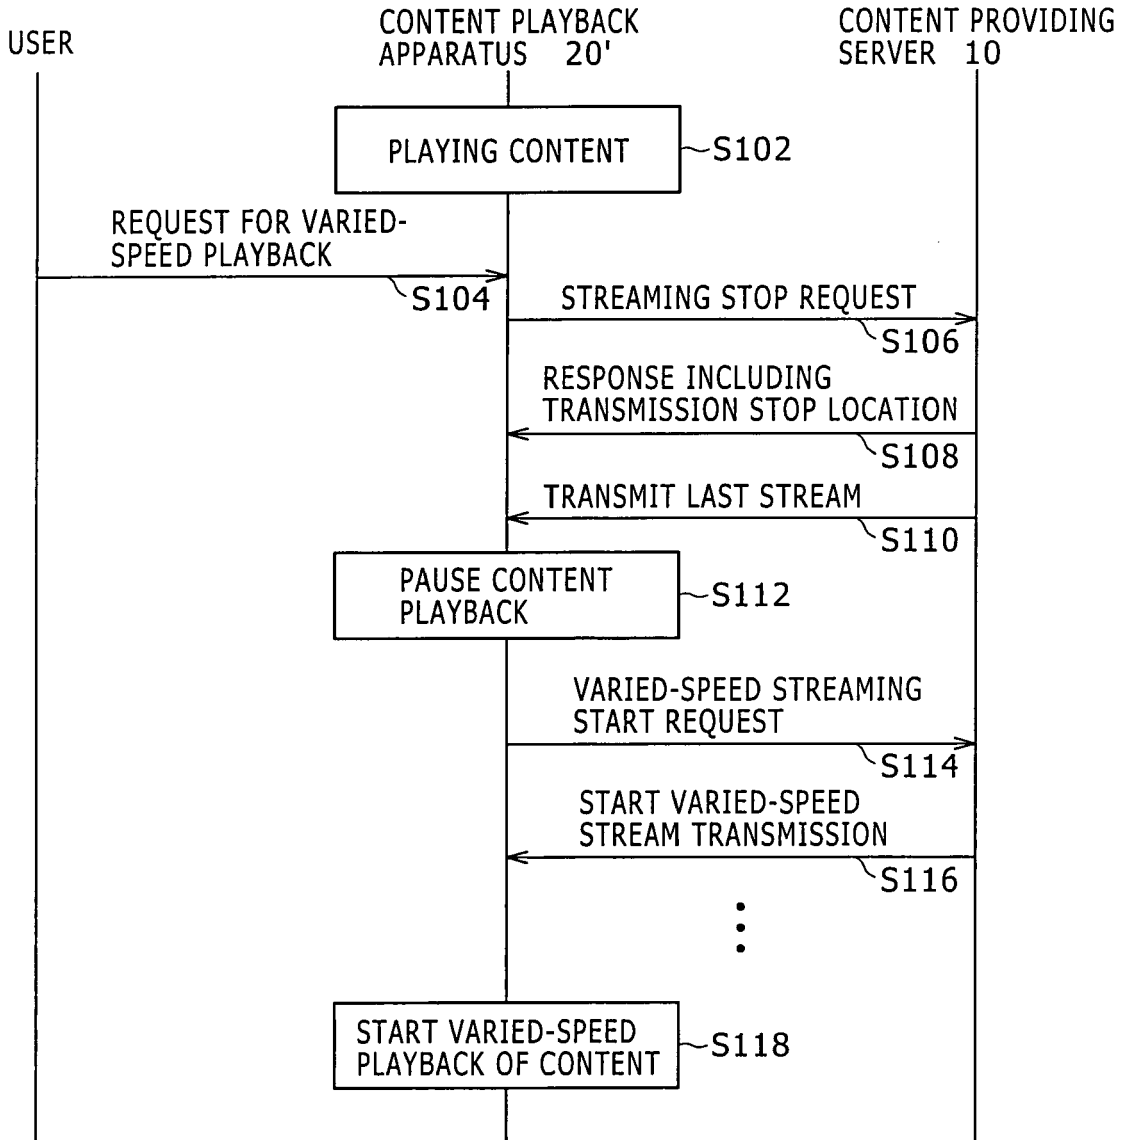 USER
CONTENT PLAYBACK
APPARATUS 20'
CONTENT PROVIDING
SERVER 10
PLAYING CONTENT
S102
REQUEST FOR VARIED-
SPEED PLAYBACK
S104
STREAMING STOP REQUEST
S106
RESPONSE INCLUDING
TRANSMISSION STOP LOCATION
S108
TRANSMIT LAST STREAM
S110
PAUSE CONTENT
PLAYBACK
S112
VARIED-SPEED STREAMING
START REQUEST
S114
START VARIED-SPEED
STREAM TRANSMISSION
S116
START VARIED-SPEED
PLAYBACK OF CONTENT
S118